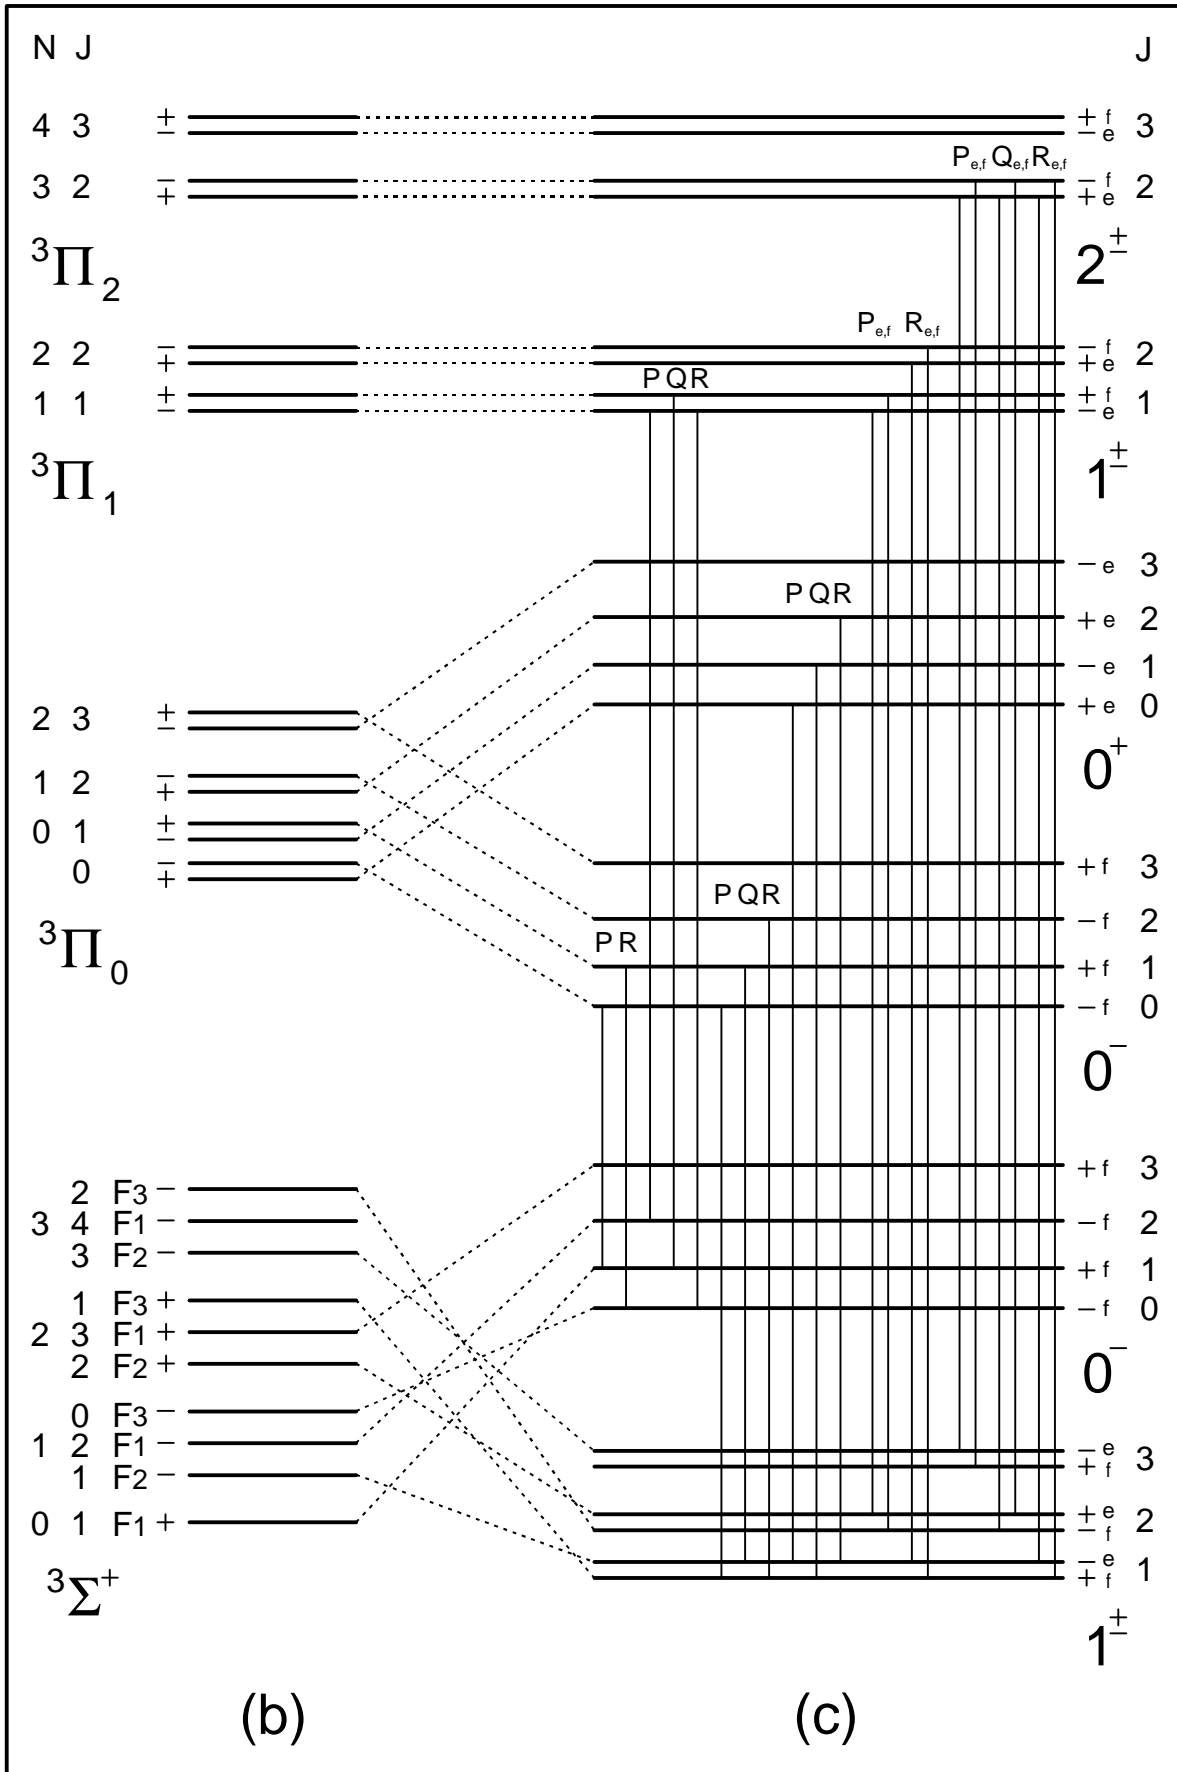 N J J
4 3 + − + f − e 3
P e,f Q e,f R e,f
3 2 − + − f + e 2
³Π₂ 2±
P e,f R e,f
2 2 − + − f + e 2
P Q R
1 1 + − + f − e 1
³Π₁ 1±
− e 3
P Q R
+ e 2
− e 1
2 3 + − + e 0
1 2 − + 0⁺
0 1 + −
0 − + + f 3
P Q R
− f 2
³Π₀ P R
+ f 1
− f 0
0⁻
+ f 3
2 F3 −
3 4 F1 − − f 2
3 F2 − + f 1
1 F3 + − f 0
2 3 F1 +
2 F2 + 0⁻
0 F3 −
1 2 F1 − − e + f 3
1 F2 −
0 1 F1 + + e − f 2
− e + f 1
³Σ⁺
1±
(b) (c)